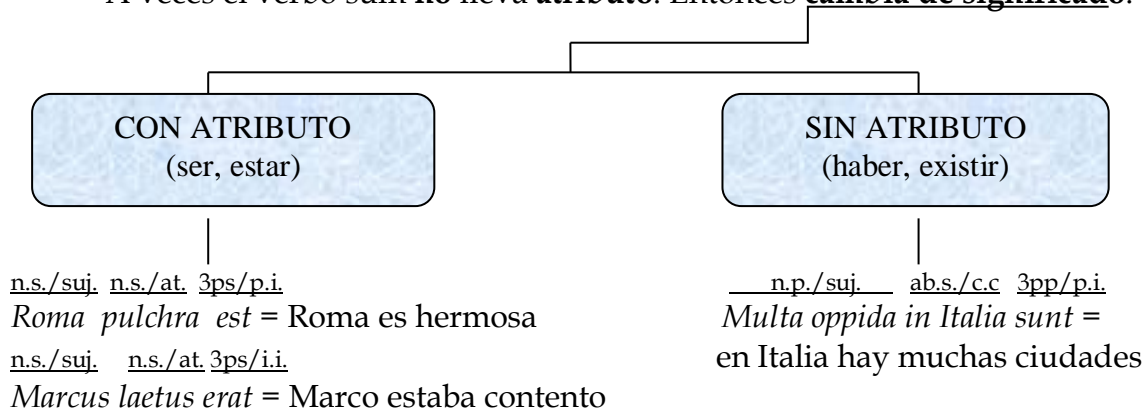 A veces el verbo sum no lleva atributo. Entonces cambia de significado:
CON ATRIBUTO
(ser, estar)
SIN ATRIBUTO
(haber, existir)
n.s./suj. n.s./at. 3ps/p.i.
Roma pulchra est = Roma es hermosa
n.s./suj. n.s./at. 3ps/i.i.
Marcus laetus erat = Marco estaba contento
n.p./suj. ab.s./c.c 3pp/p.i.
Multa oppida in Italia sunt =
en Italia hay muchas ciudades